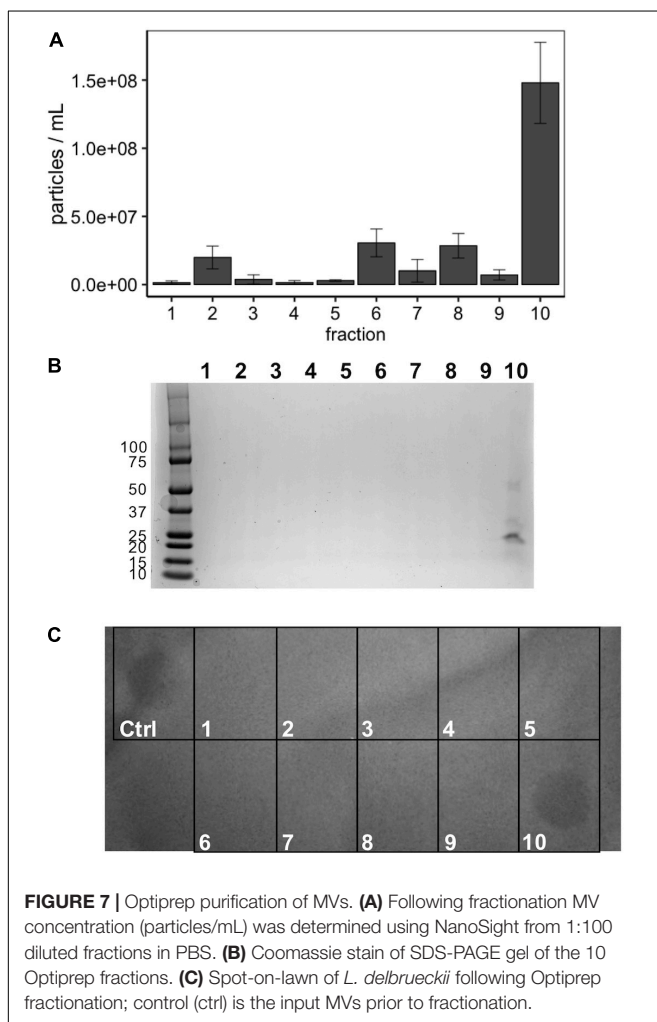 A
1.5e+08
1.0e+08
5.0e+07
0.0e+00
particles / mL
1 2 3 4 5 6 7 8 9 10
fraction
B
1 2 3 4 5 6 7 8 9 10
100
75
50
37
25
20
15
10
C
Ctrl 1 2 3 4 5
6 7 8 9 10
FIGURE 7 | Optiprep purification of MVs. (A) Following fractionation MV
concentration (particles/mL) was determined using NanoSight from 1:100
diluted fractions in PBS. (B) Coomassie stain of SDS-PAGE gel of the 10
Optiprep fractions. (C) Spot-on-lawn of L. delbrueckii following Optiprep
fractionation; control (ctrl) is the input MVs prior to fractionation.